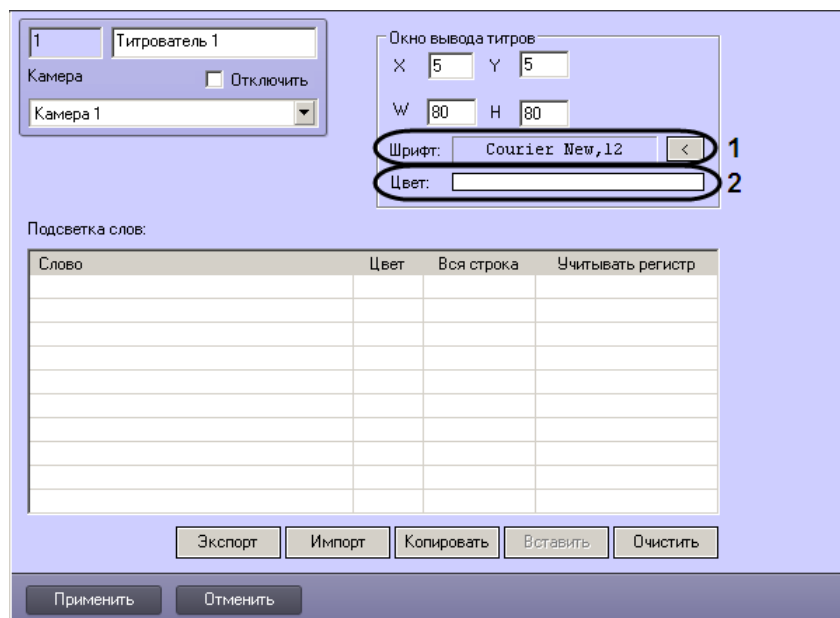 1 Титрователь 1
Камера Отключить
Камера 1
Окно вывода титров
X 5 Y 5
W 80 H 80
Шрифт: Courier New,12 < 1
Цвет: 2
Подсветка слов:
Слово Цвет Вся строка Учитывать регистр
Экспорт Импорт Копировать Вставить Очистить
Применить Отменить